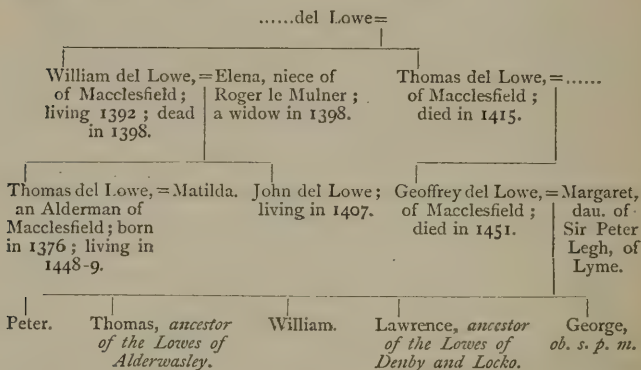 ......del Lowe=
William del Lowe,=Elena, niece of
of Macclesfield;
living 1392; dead
in 1398.
Roger le Mulner;
a widow in 1398.
Thomas del Lowe,=......
of Macclesfield;
died in 1415.
Thomas del Lowe,=Matilda.
an Alderman of
Macclesfield; born
in 1376; living in
1448-9.
John del Lowe;
living in 1407.
Geoffrey del Lowe,=Margaret,
of Macclesfield;
died in 1451.
dau. of
Sir Peter
Legh, of
Lyme.
Peter.
Thomas, ancestor
of the Lowes of
Alderwasley.
William.
Lawrence, ancestor
of the Lowes of
Denby and Locko.
George,
ob. s. p. m.